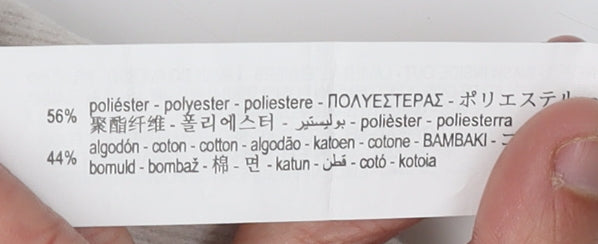 56% poliéster - polyester - poliestere - ΠΟΛΥΕΣΤΕΡΑΣ - ポリエステル
聚酯纤维 - 폴리에스터 - بوليستير - polièster - poliesterra
44% algodón - coton - cotton - algodão - katoen - cotone - BAMBAKI -
bomuld - bombaž - 棉 - 면 - katun - قطن - cotó - kotoia